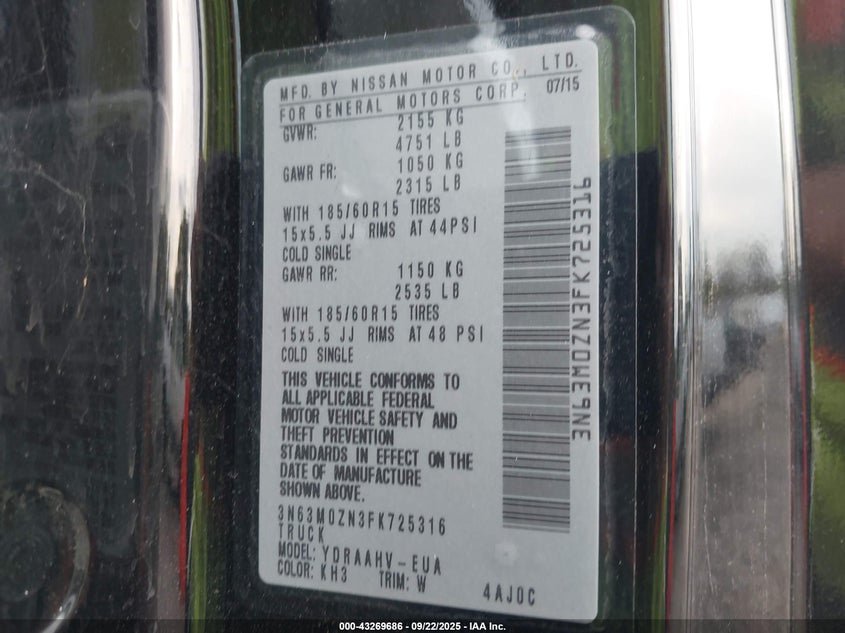 MFD. BY NISSAN MOTOR CO., LTD.
FOR GENERAL MOTORS CORP. 07/15
GVWR: 2155 KG
4751 LB
GAWR FR: 1050 KG
2315 LB
WITH 185/60R15 TIRES
15x5.5 JJ RIMS AT 44PSI
COLD SINGLE
GAWR RR: 1150 KG
2535 LB
WITH 185/60R15 TIRES
15x5.5 JJ RIMS AT 48 PSI
COLD SINGLE
THIS VEHICLE CONFORMS TO
ALL APPLICABLE FEDERAL
MOTOR VEHICLE SAFETY AND
THEFT PREVENTION
STANDARDS IN EFFECT ON THE
DATE OF MANUFACTURE
SHOWN ABOVE.
3N63M0ZN3FK725316
TRUCK
MODEL: YDRAAHV-EUA
COLOR: KH3 TRIM: W 4AJ0C
3N63M0ZN3FK725316
000-43269686 - 09/22/2025 - IAA Inc.